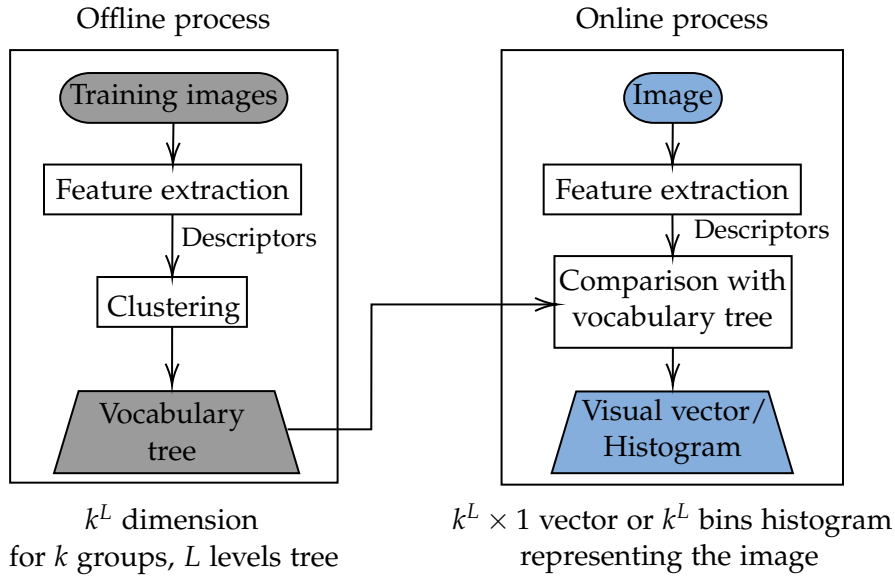 Offline process
Training images
Feature extraction
Descriptors
Clustering
Vocabulary
tree
k^L dimension
for k groups, L levels tree
Online process
Image
Feature extraction
Descriptors
Comparison with
vocabulary tree
Visual vector/
Histogram
k^L × 1 vector or k^L bins histogram
representing the image